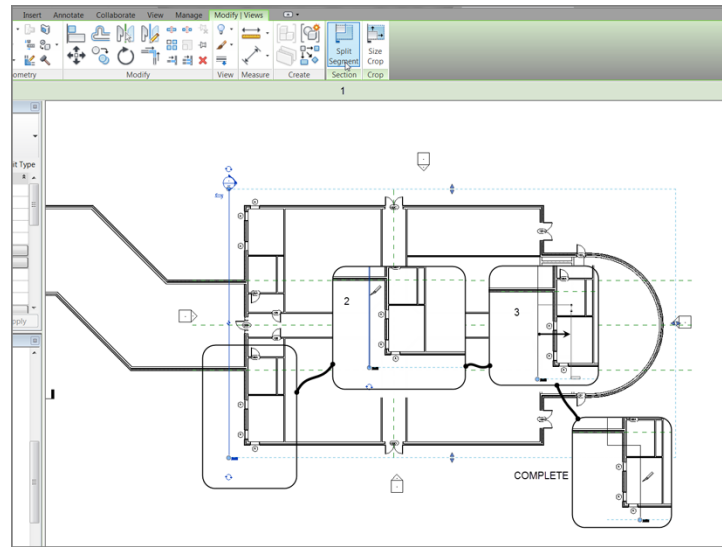 Insert Annotate Collaborate View Manage Modify | Views
Split Segment
Size Crop
ometry Modify View Measure Create Section Crop
1
it Type
2
3
COMPLETE